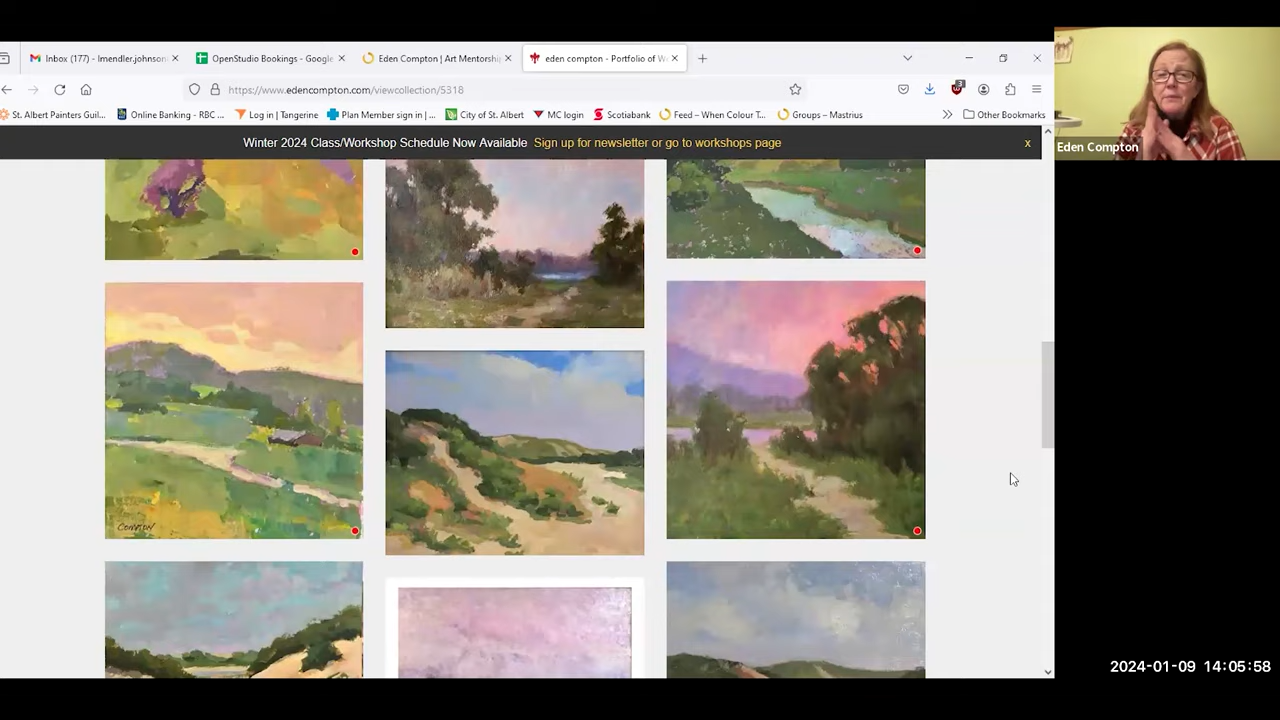 Inbox (177) - lmendler.johnson
OpenStudio Bookings - Google
Eden Compton | Art Mentorshi
eden compton - Portfolio of W
https://www.edencompton.com/viewcollection/5318
3
St. Albert Painters Guil...
Online Banking - RBC ...
Log in | Tangerine
Plan Member sign in | ...
City of St. Albert
MC login
Scotiabank
Feed – When Colour T...
Groups – Mastrius
Other Bookmarks
Winter 2024 Class/Workshop Schedule Now Available Sign up for newsletter or go to workshops page x
Eden Compton
COMPTON
2024-01-09 14:05:58